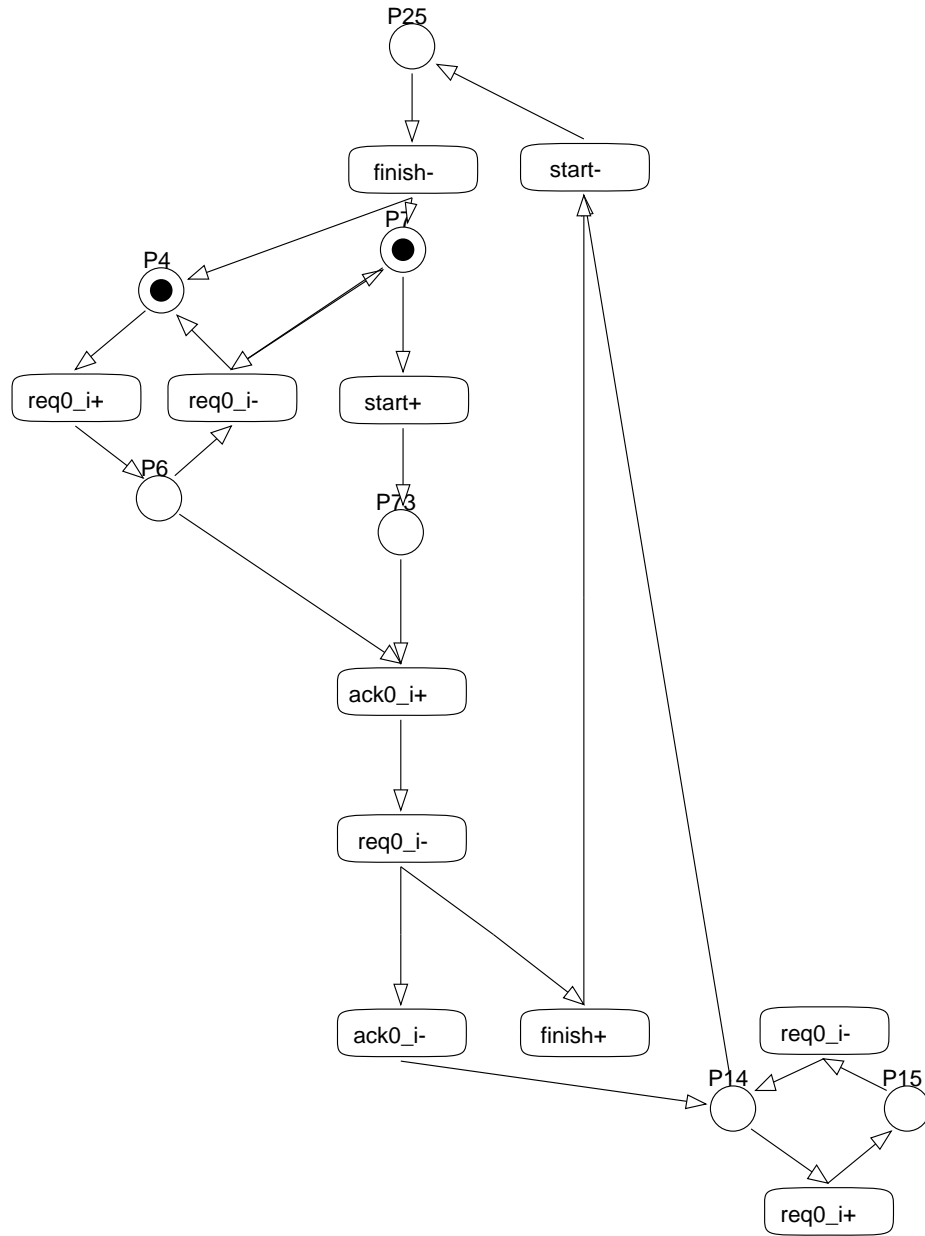 P25
finish-
start-
P7
P4
req0_i+
req0_i-
start+
P6
P73
ack0_i+
req0_i-
ack0_i-
finish+
req0_i-
P14
P15
req0_i+